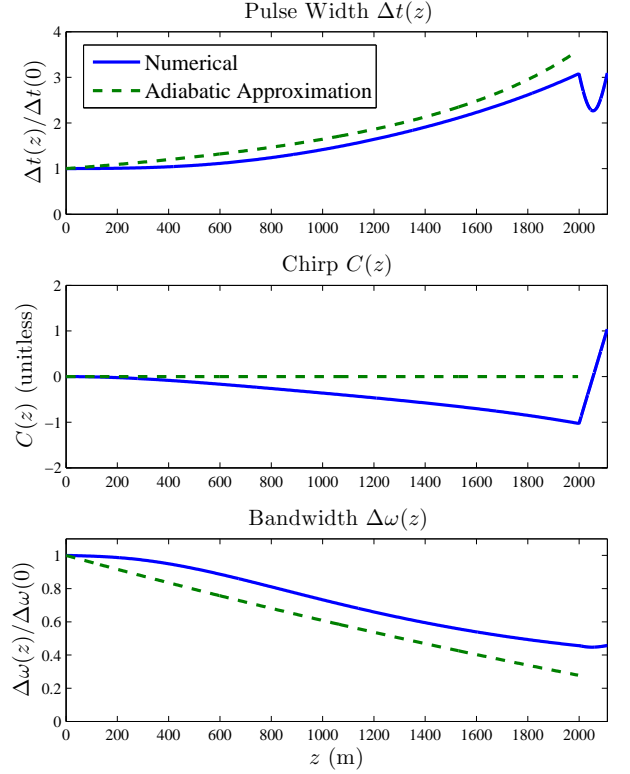 Pulse Width Δt(z)
Δt(z)/Δt(0)
4
3
2
1
0
Numerical
Adiabatic Approximation
0 200 400 600 800 1000 1200 1400 1600 1800 2000
Chirp C(z)
C(z) (unitless)
2
1
0
−1
−2
0 200 400 600 800 1000 1200 1400 1600 1800 2000
Bandwidth Δω(z)
Δω(z)/Δω(0)
1
0.8
0.6
0.4
0.2
0
0 200 400 600 800 1000 1200 1400 1600 1800 2000
z (m)